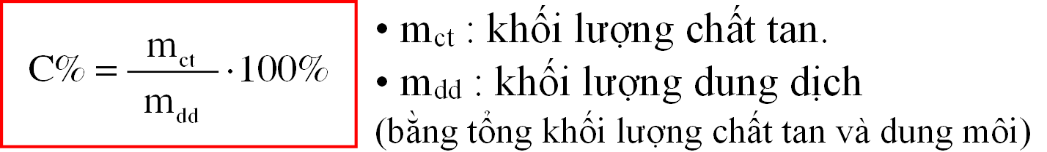 C% = m_ct / m_dd · 100%
• m_ct : khối lượng chất tan.
• m_dd : khối lượng dung dịch
(bằng tổng khối lượng chất tan và dung môi)